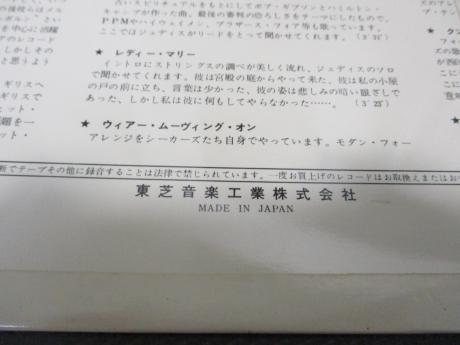 古いスピリチュアルをもとにしてボブ・ギブソンとハミルトン・
キャンプが作った曲。最後の審判の恐ろしさをテーマにしたもので、
PPMやハイウェイメン、ブラザース・フォア等も歌っています。
ここではジュディスがリードをとって聞かせてくれます。
★ レディー・マリー
イントロにストリングスの調べが美しく流れ、ジュディスのソロ
で聞かせてくれます。彼は宮殿の庭からやって来た、彼は私の小屋
の戸の前に立ち、言葉は少かった、彼の姿は悲しみの暗い眼ざしで
あった、しかし私は彼に何もしてやらなかった……。
★ ウィアー・ムーヴィング・オン
アレンジをシーカーズたち自身でやっています。モダン・フォー
断でテープその他に録音することは法律で禁じられています。一度お買上げのレコードはお取換えまたはお
東芝音楽工業株式会社
MADE IN JAPAN